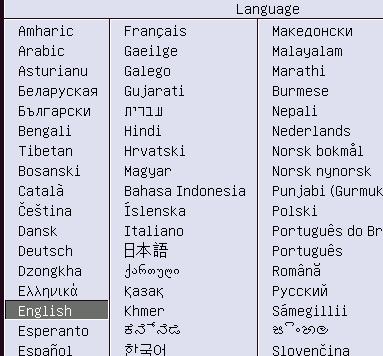 Language
Amharic
Arabic
Asturianu
Беларуская
Български
Bengali
Tibetan
Bosanski
Català
Čeština
Dansk
Deutsch
Dzongkha
Ελληνικά
English
Esperanto
Español
Français
Gaeilge
Galego
Gujarati
עברית
Hindi
Hrvatski
Magyar
Bahasa Indonesia
Íslenska
Italiano
日本語
ქართული
Қазақ
Khmer
ಕನ್ನಡ
한국어
Македонски
Malayalam
Marathi
Burmese
Nepali
Nederlands
Norsk bokmål
Norsk nynorsk
Punjabi (Gurmuk
Polski
Português do Br
Português
Română
Русский
Sámegillii
Slovenčina